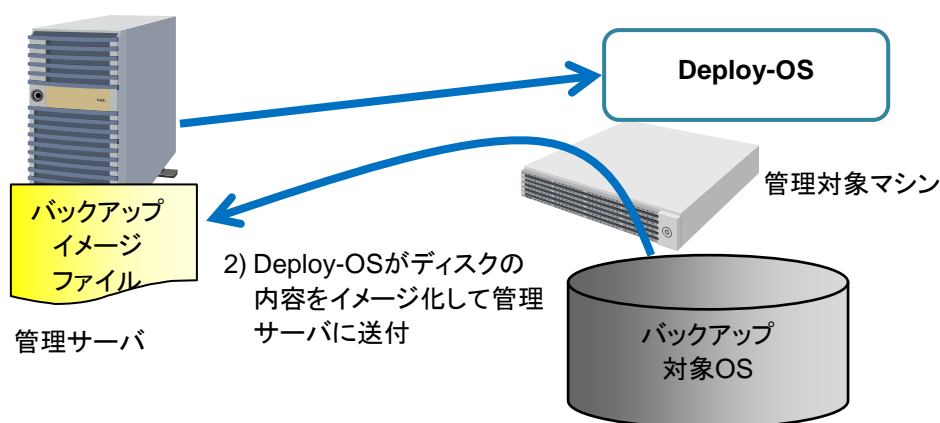 Deploy-OS
管理対象マシン
バックアップ
イメージ
ファイル
2) Deploy-OSがディスクの
内容をイメージ化して管理
サーバに送付
管理サーバ
バックアップ
対象OS